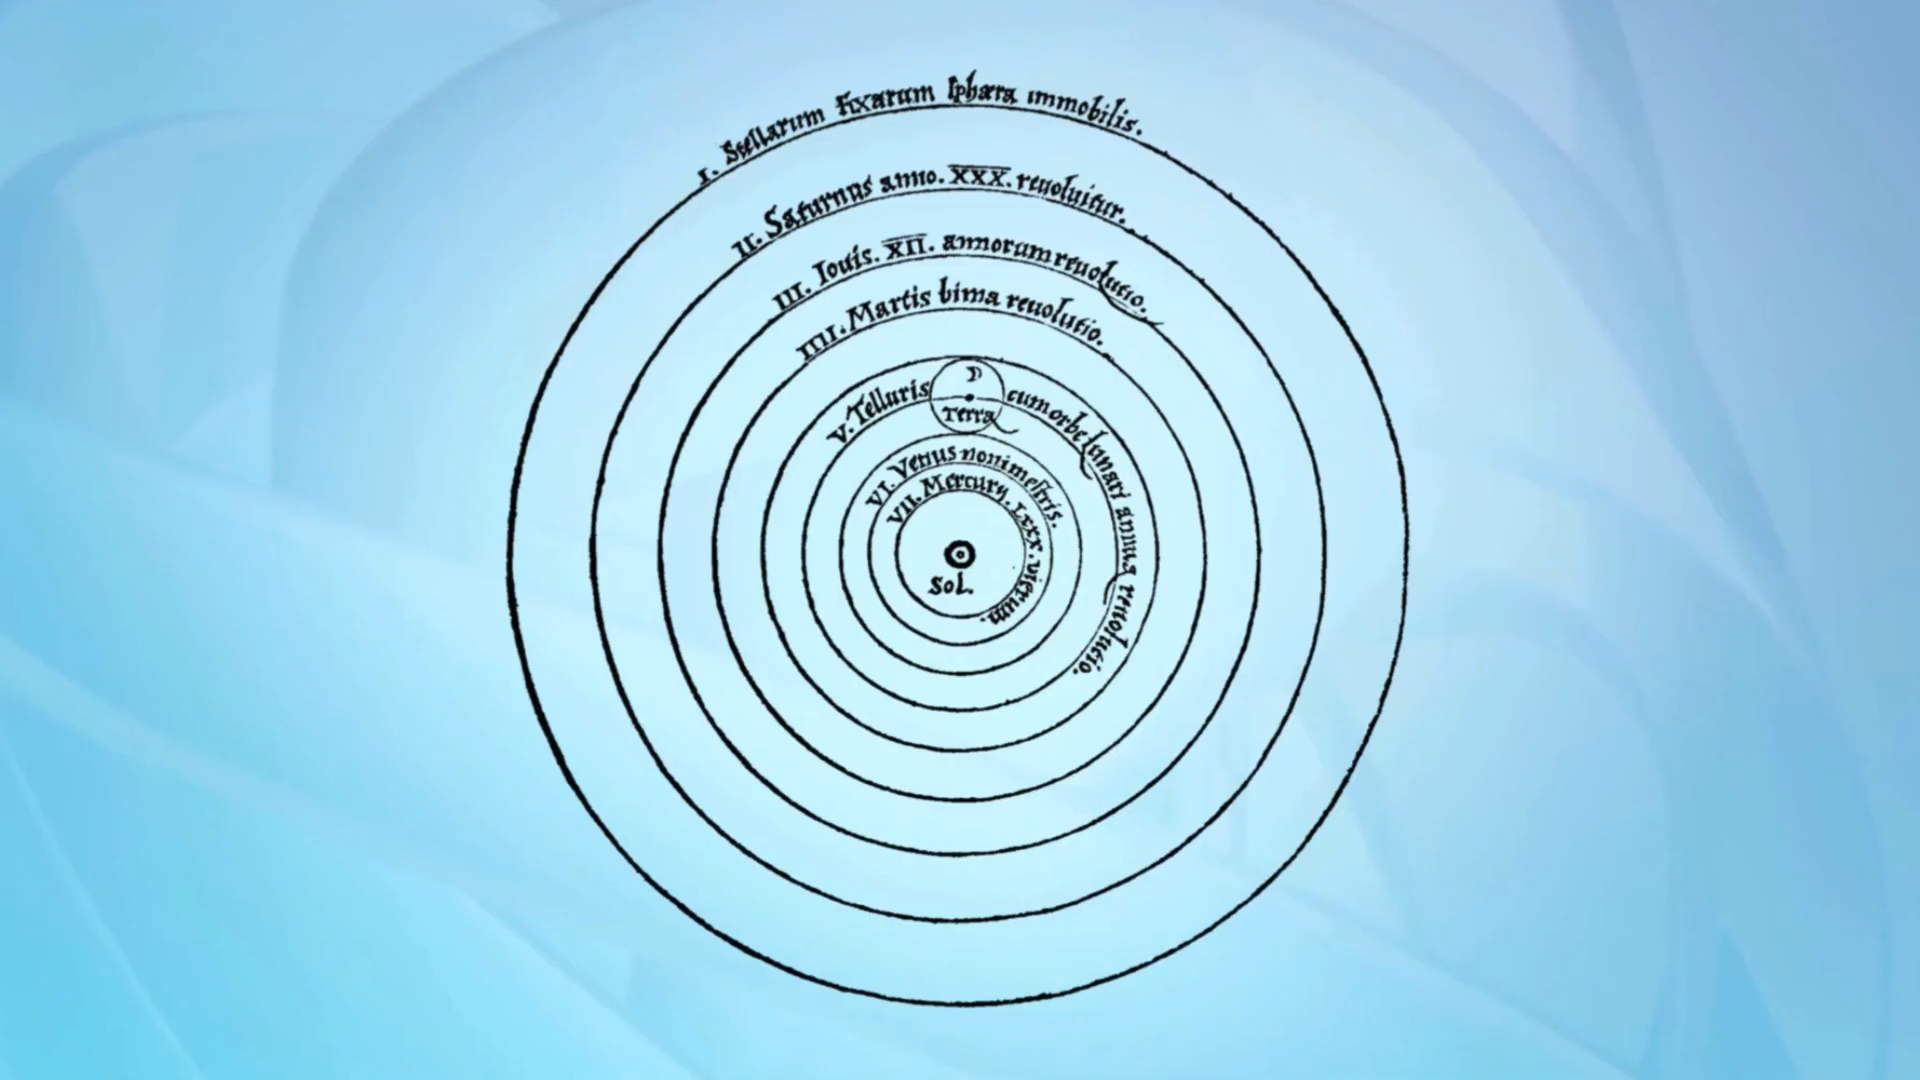 I. Stellarum Fixarum sphæra immobilis.
II. Saturnus anno. XXX. reuoluitur.
III. Iouis. XII. annorum reuolutio.
IIII. Martis bima reuolutio.
V. Telluris cum orbe lunari annua reuolutio.
Terra
VI. Venus nonimestris.
VII. Mercurij. LXXX. dierum.
Sol.